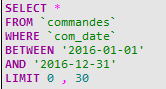 SELECT *
FROM `commandes`
WHERE `com_date`
BETWEEN '2016-01-01'
AND '2016-12-31'
LIMIT 0 , 30